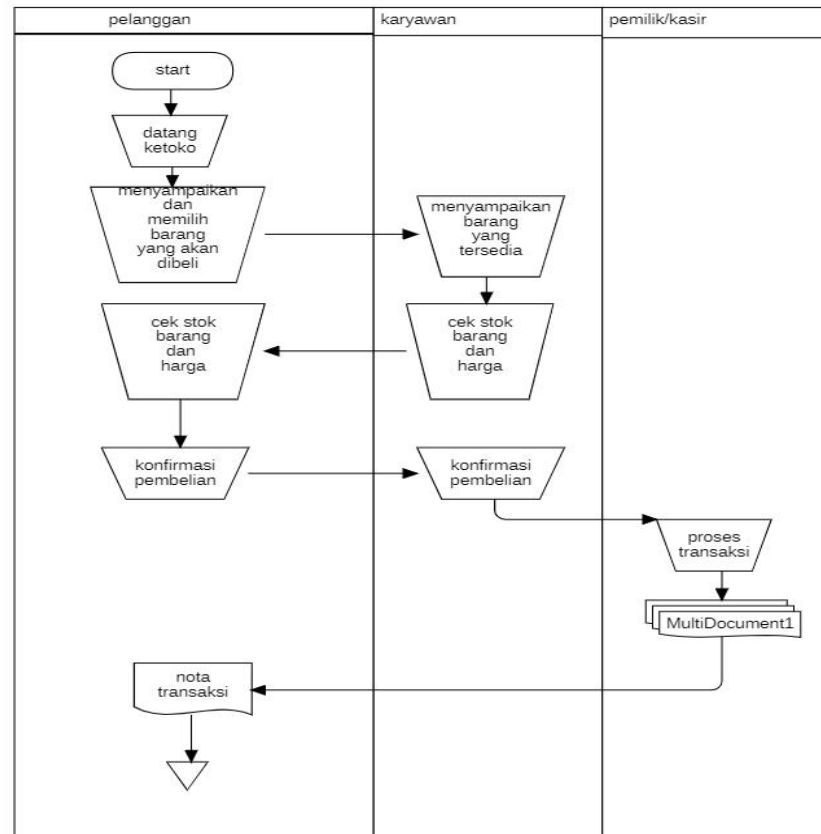 pelanggan
karyawan
pemilik/kasir
start
datang
ketoko
menyampaikan
dan
memilih
barang
yang akan
dibeli
menyampaikan
barang
yang
tersedia
cek stok
barang
dan
harga
cek stok
barang
dan
harga
konfirmasi
pembelian
konfirmasi
pembelian
proses
transaksi
MultiDocument1
nota
transaksi